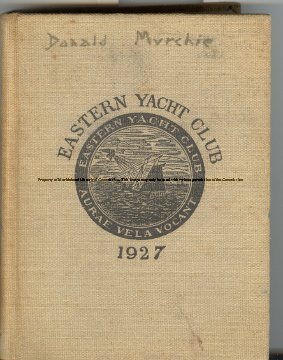 Donald Murchie
EASTERN YACHT CLUB
EASTERN YACHT CLUB
AURAE VELA VOCANT
1927